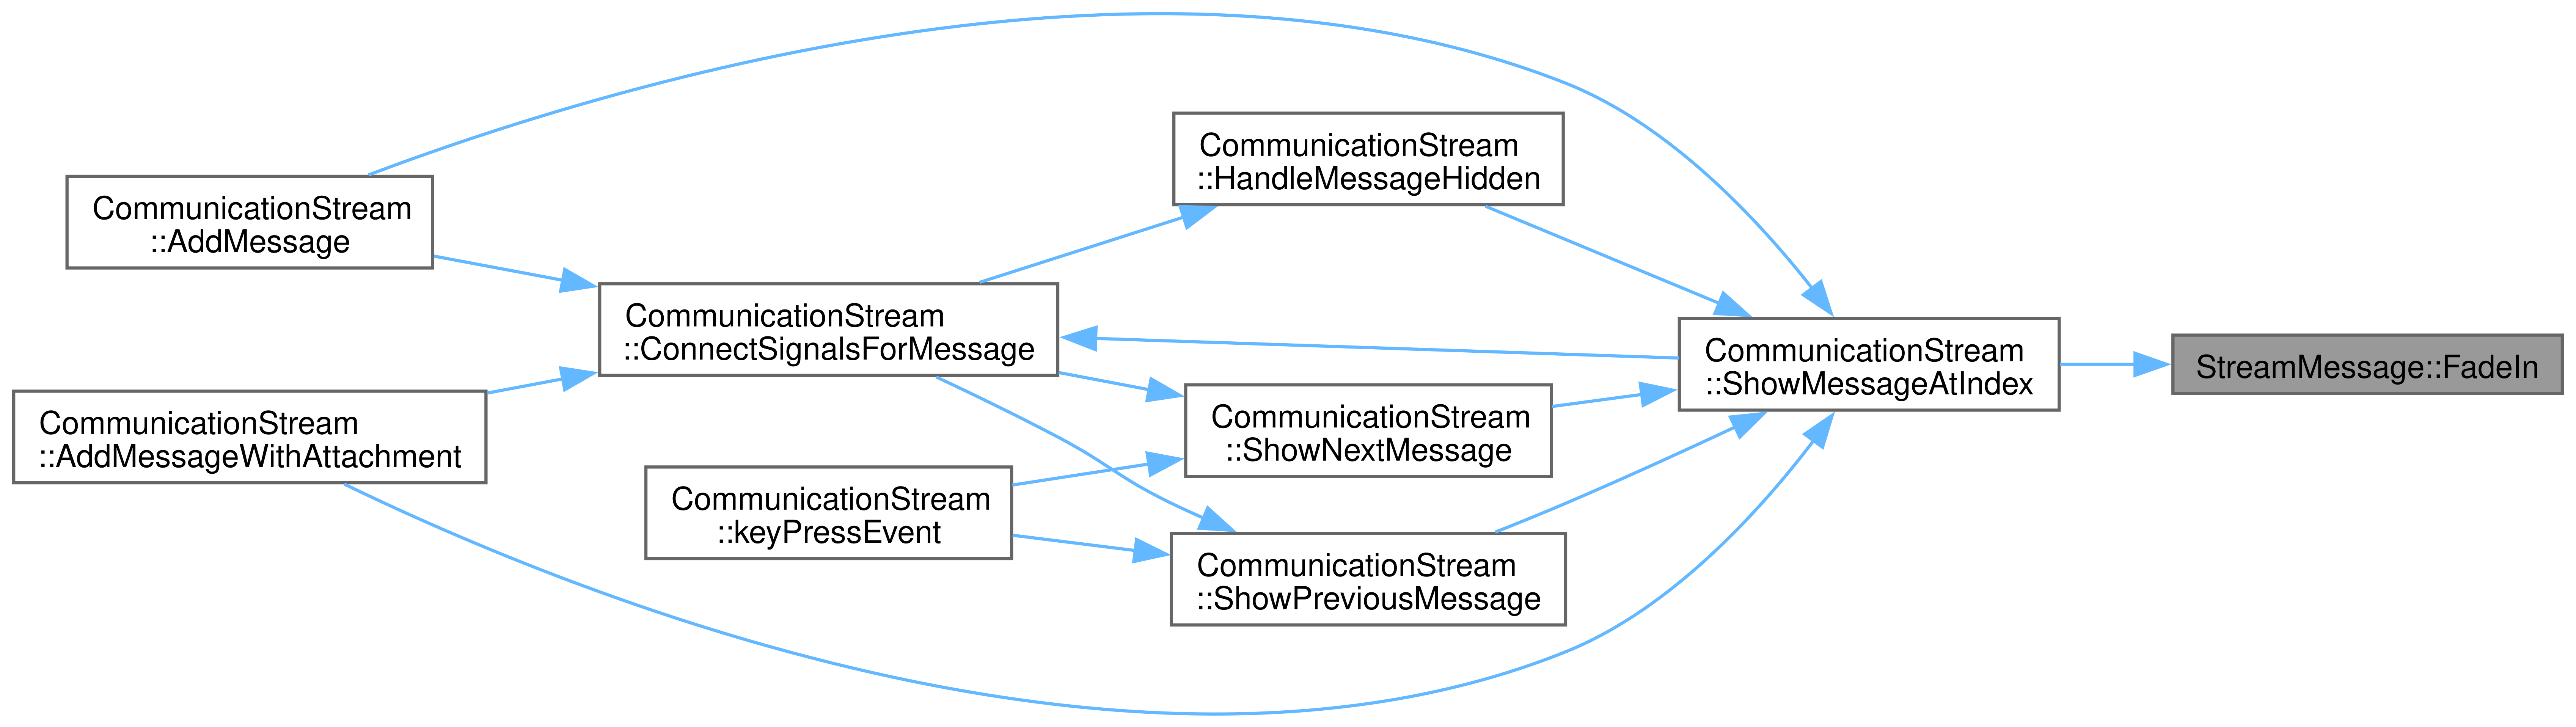 CommunicationStream
::HandleMessageHidden
CommunicationStream
::AddMessage
CommunicationStream
::ConnectSignalsForMessage
CommunicationStream
::ShowMessageAtIndex
StreamMessage::FadeIn
CommunicationStream
::AddMessageWithAttachment
CommunicationStream
::ShowNextMessage
CommunicationStream
::keyPressEvent
CommunicationStream
::ShowPreviousMessage